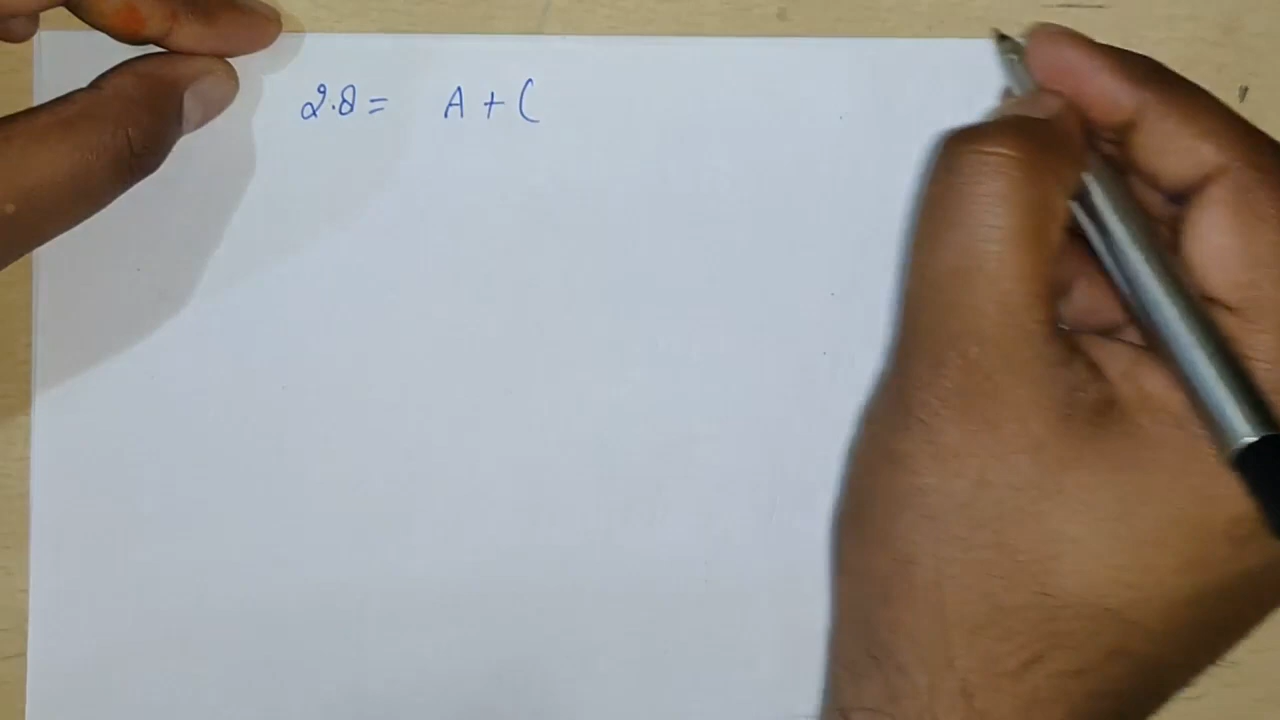 2.8 = A + (